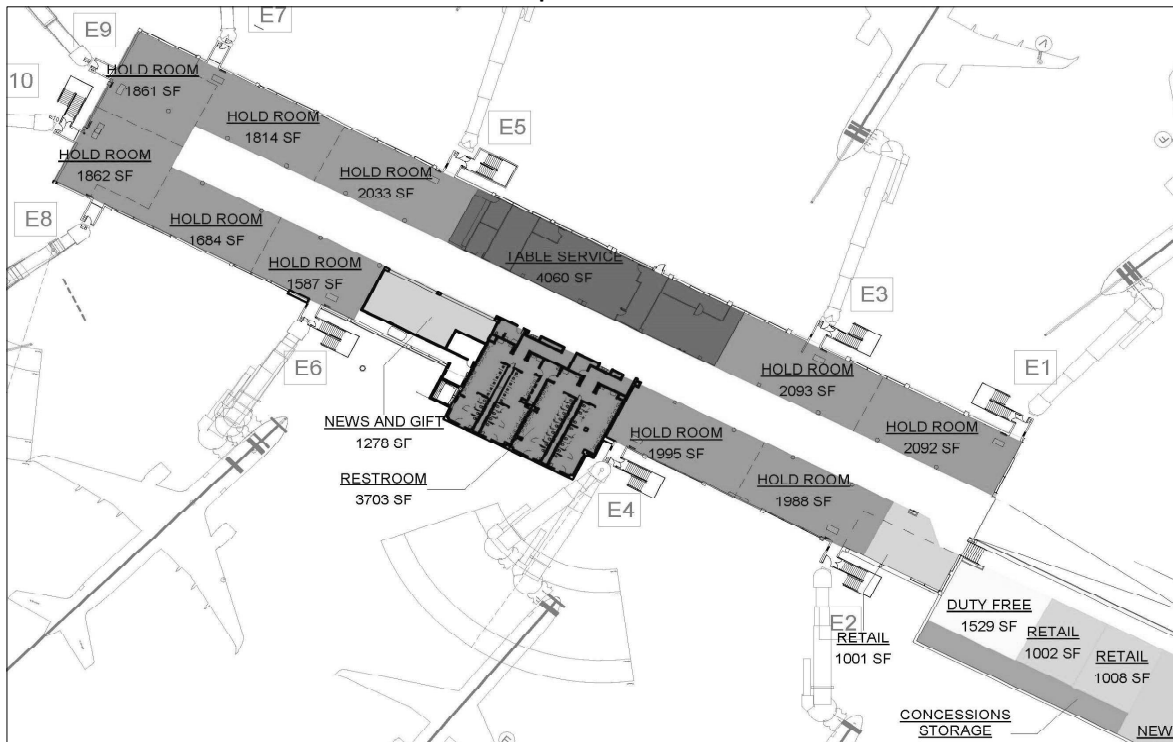 E9
E7
10
HOLD ROOM
1861 SF
HOLD ROOM
1814 SF
E5
HOLD ROOM
1862 SF
HOLD ROOM
2033 SF
E8
HOLD ROOM
1684 SF
HOLD ROOM
1587 SF
TABLE SERVICE
4060 SF
E3
E6
E1
HOLD ROOM
2093 SF
NEWS AND GIFT
1278 SF
HOLD ROOM
1995 SF
HOLD ROOM
2092 SF
RESTROOM
3703 SF
HOLD ROOM
1988 SF
E4
E2
RETAIL
1001 SF
DUTY FREE
1529 SF
RETAIL
1002 SF
RETAIL
1008 SF
CONCESSIONS
STORAGE
NEW